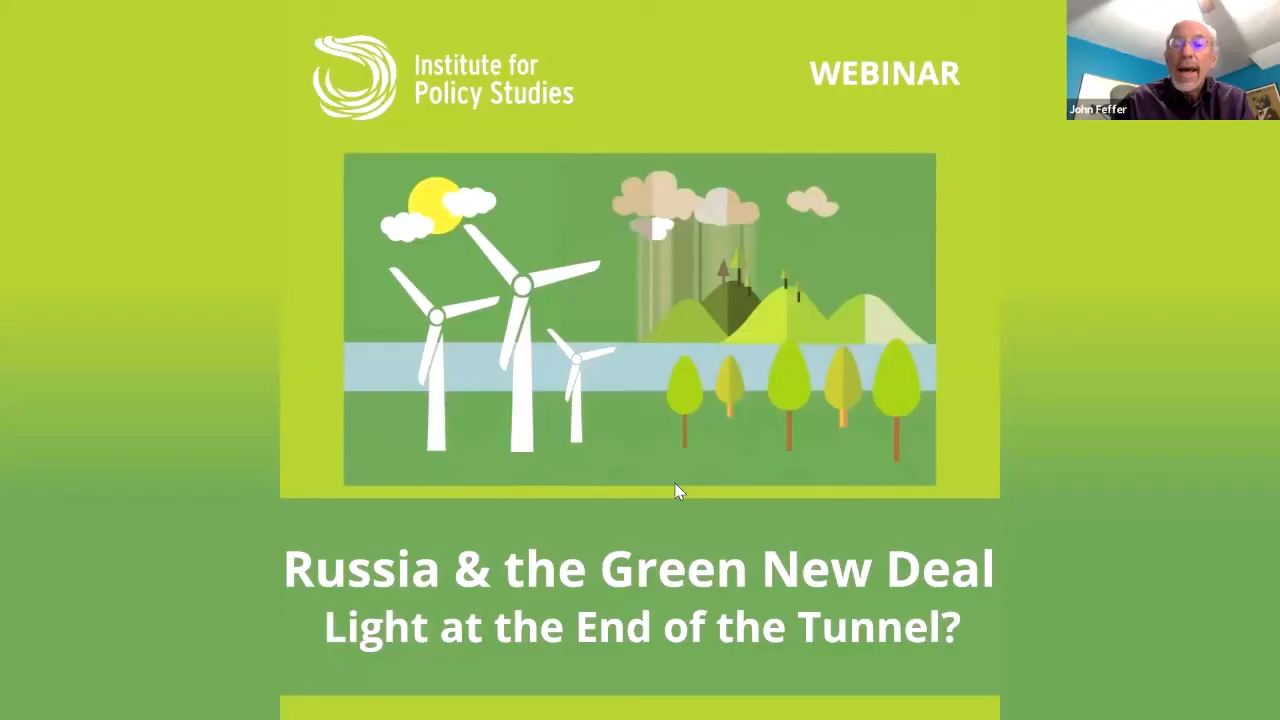 Institute for
Policy Studies
WEBINAR
John Feffer
Russia & the Green New Deal
Light at the End of the Tunnel?